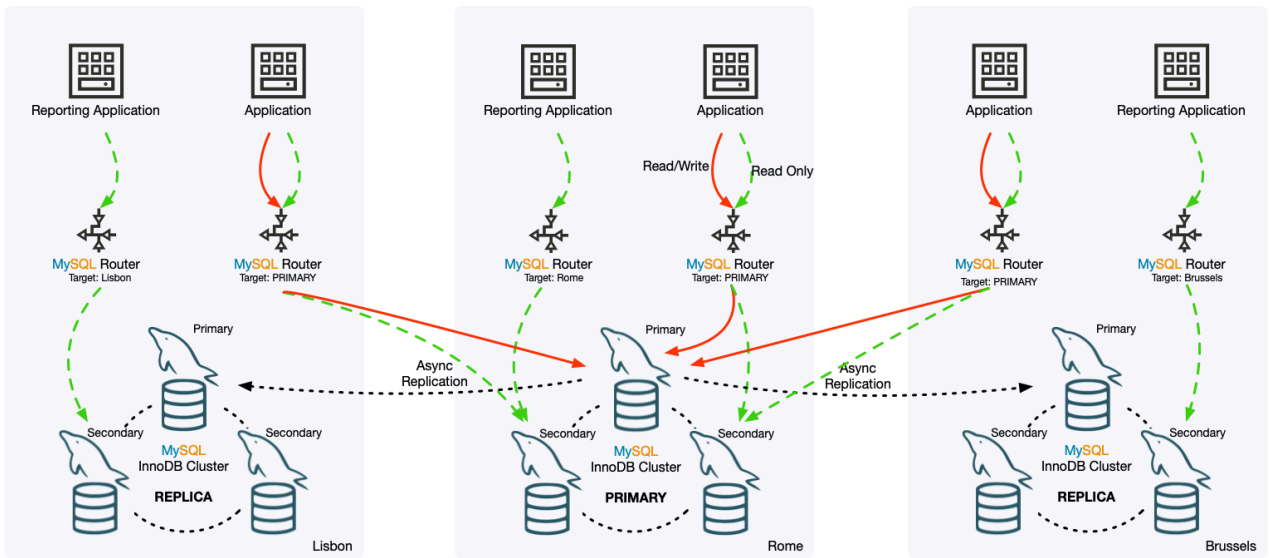 Reporting Application
Application
Reporting Application
Application
Application
Reporting Application
Read/Write
Read Only
MySQL Router
Target: Lisbon
MySQL Router
Target: PRIMARY
MySQL Router
Target: Rome
MySQL Router
Target: PRIMARY
MySQL Router
Target: PRIMARY
MySQL Router
Target: Brussels
Primary
Primary
Primary
Async
Replication
Async
Replication
Secondary
Secondary
MySQL
InnoDB Cluster
REPLICA
Lisbon
Secondary
Secondary
MySQL
InnoDB Cluster
PRIMARY
Rome
Secondary
Secondary
MySQL
InnoDB Cluster
REPLICA
Brussels